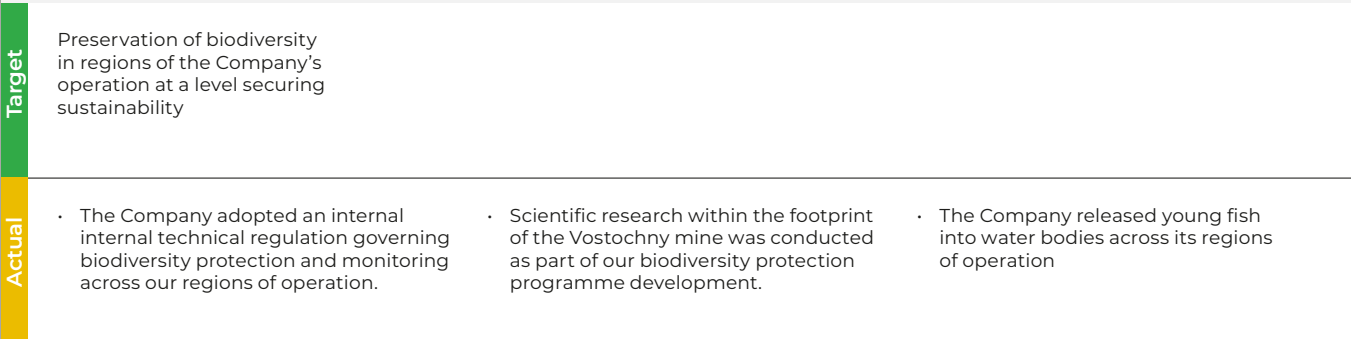 Target
Preservation of biodiversity
in regions of the Company’s
operation at a level securing
sustainability
Actual
• The Company adopted an internal
internal technical regulation governing
biodiversity protection and monitoring
across our regions of operation.
• Scientific research within the footprint
of the Vostochny mine was conducted
as part of our biodiversity protection
programme development.
• The Company released young fish
into water bodies across its regions
of operation